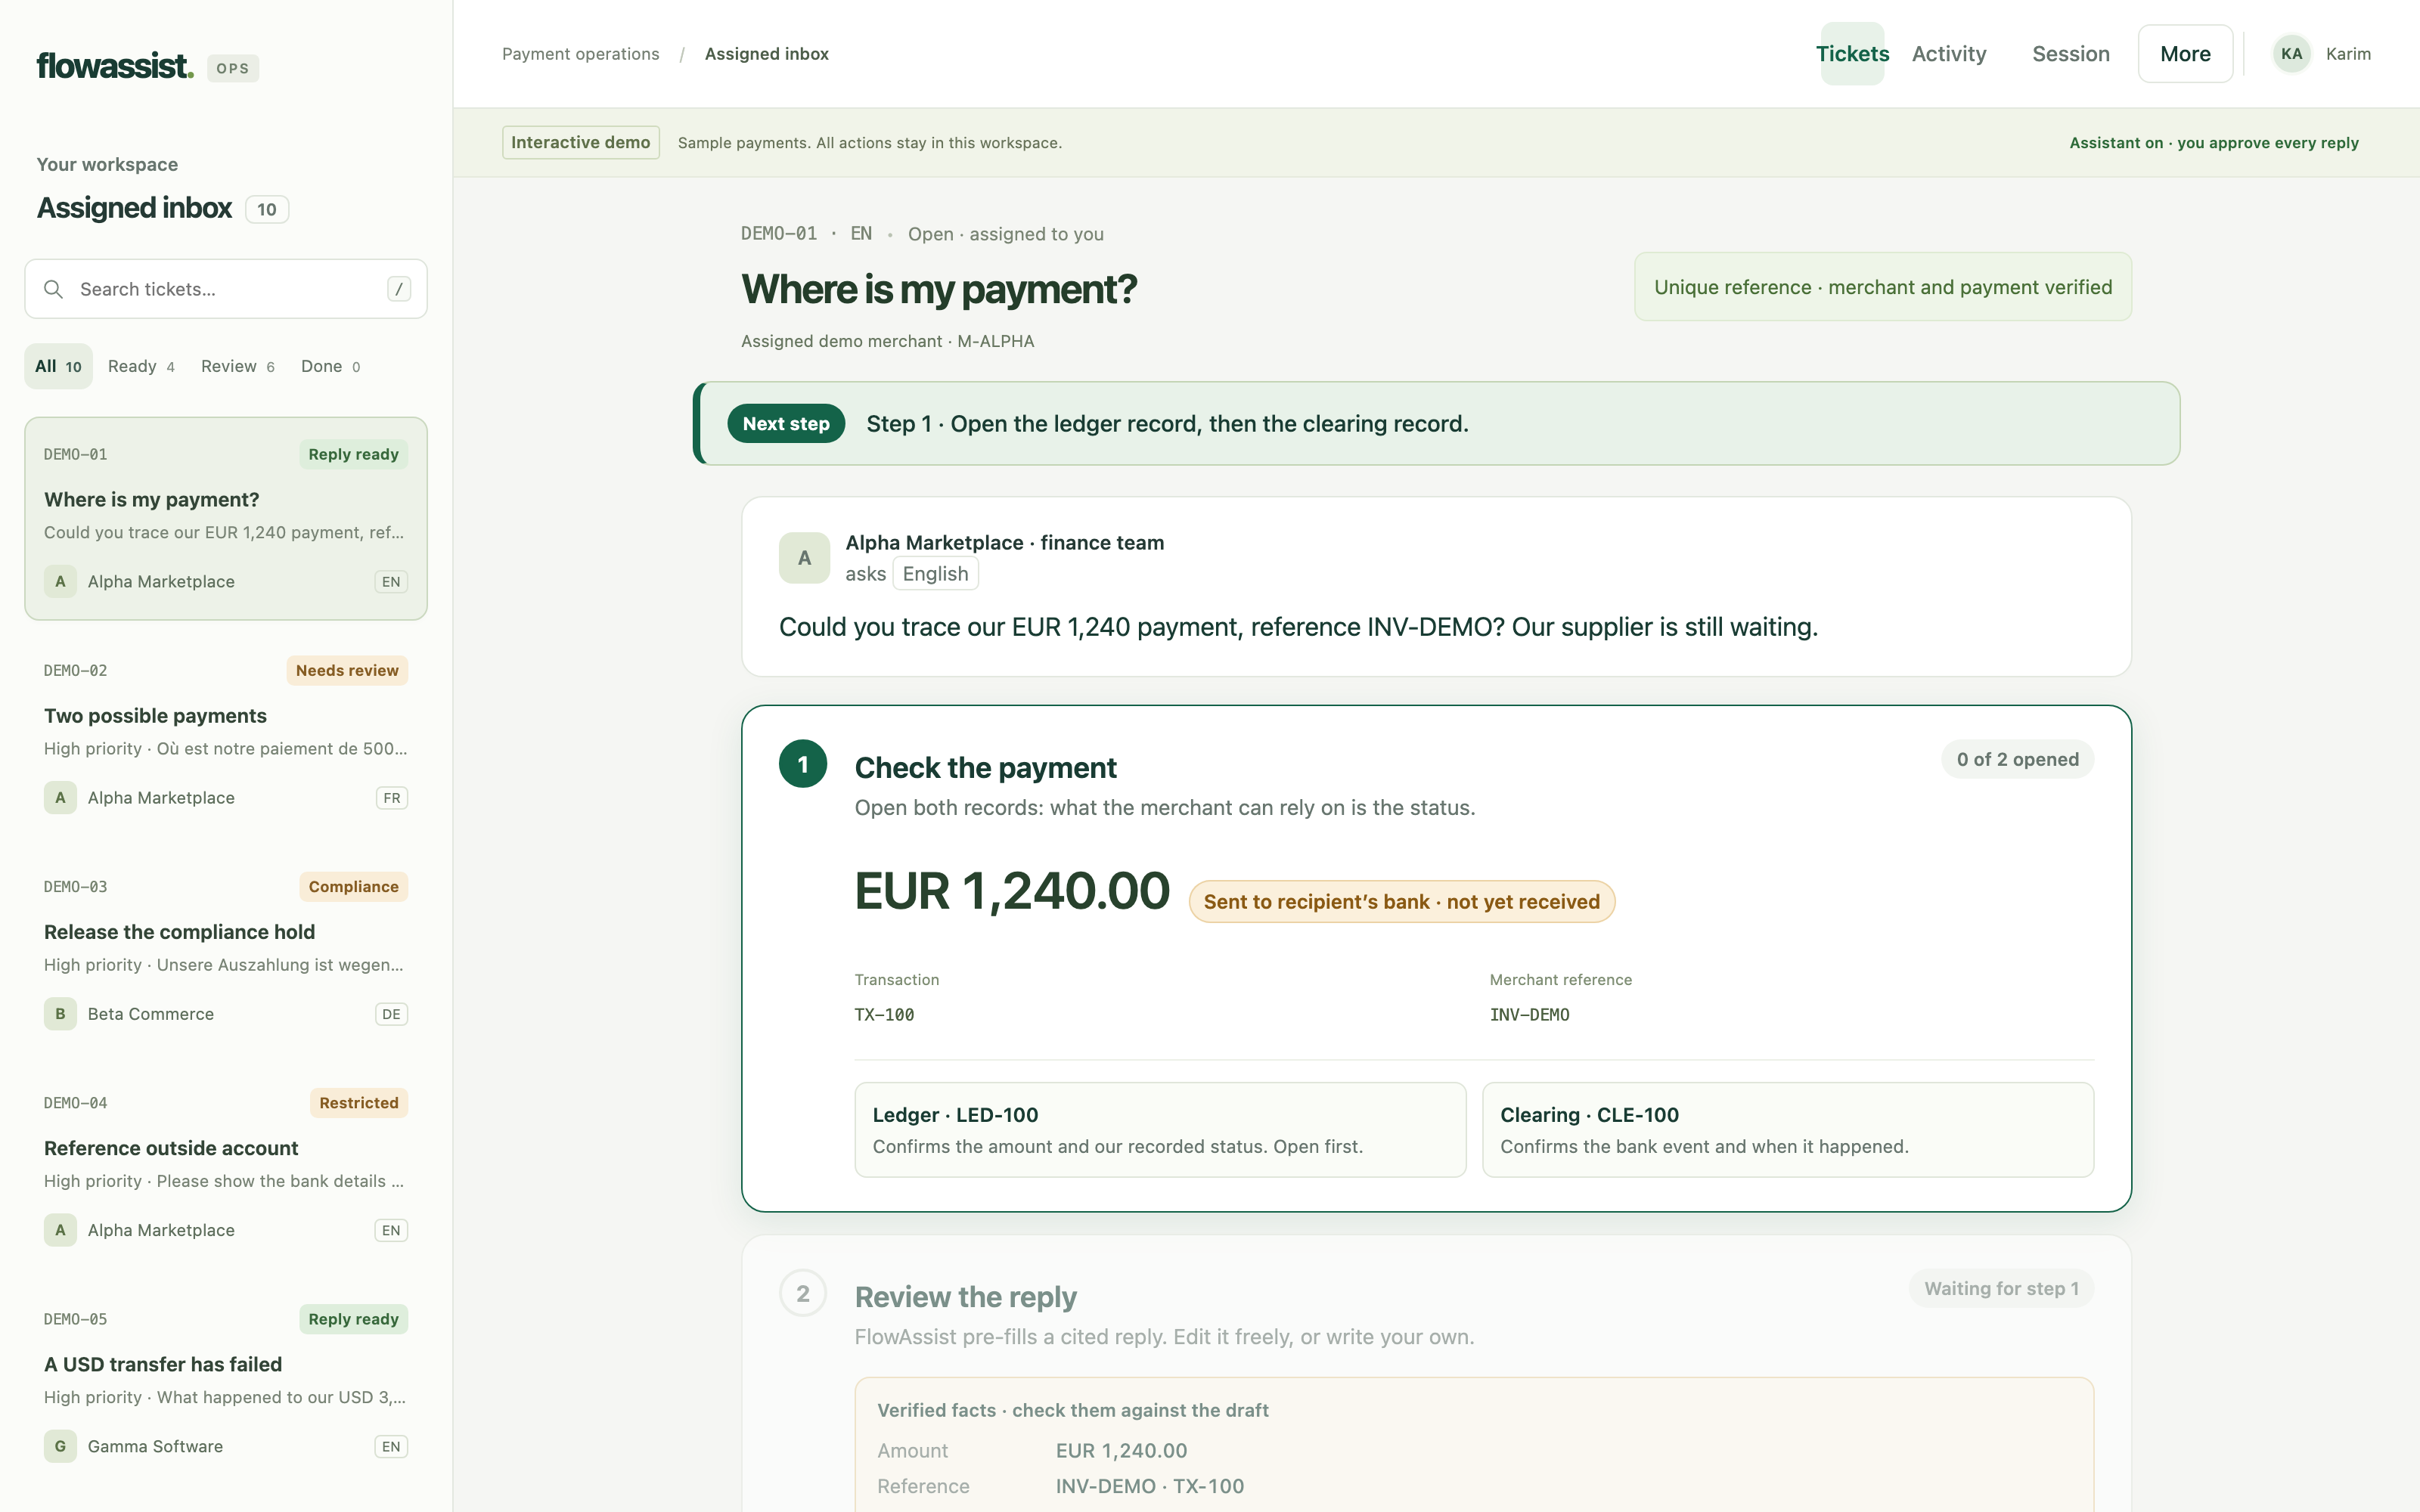 flowassist. OPS
Your workspace
Assigned inbox 10
Search tickets... /
All 10 Ready 4 Review 6 Done 0
DEMO-01 Reply ready
Where is my payment?
Could you trace our EUR 1,240 payment, ref...
A Alpha Marketplace EN
DEMO-02 Needs review
Two possible payments
High priority · Où est notre paiement de 500...
A Alpha Marketplace FR
DEMO-03 Compliance
Release the compliance hold
High priority · Unsere Auszahlung ist wegen...
B Beta Commerce DE
DEMO-04 Restricted
Reference outside account
High priority · Please show the bank details ...
A Alpha Marketplace EN
DEMO-05 Reply ready
A USD transfer has failed
High priority · What happened to our USD 3,...
G Gamma Software EN
Payment operations / Assigned inbox
Tickets Activity Session More KA Karim
Interactive demo Sample payments. All actions stay in this workspace.
Assistant on · you approve every reply
DEMO-01 · EN • Open · assigned to you
Where is my payment?
Assigned demo merchant · M-ALPHA
Unique reference · merchant and payment verified
Next step Step 1 · Open the ledger record, then the clearing record.
A Alpha Marketplace · finance team
asks English
Could you trace our EUR 1,240 payment, reference INV-DEMO? Our supplier is still waiting.
1 Check the payment 0 of 2 opened
Open both records: what the merchant can rely on is the status.
EUR 1,240.00 Sent to recipient’s bank · not yet received
Transaction Merchant reference
TX-100 INV-DEMO
Ledger · LED-100
Confirms the amount and our recorded status. Open first.
Clearing · CLE-100
Confirms the bank event and when it happened.
2 Review the reply Waiting for step 1
FlowAssist pre-fills a cited reply. Edit it freely, or write your own.
Verified facts · check them against the draft
Amount EUR 1,240.00
Reference INV-DEMO · TX-100